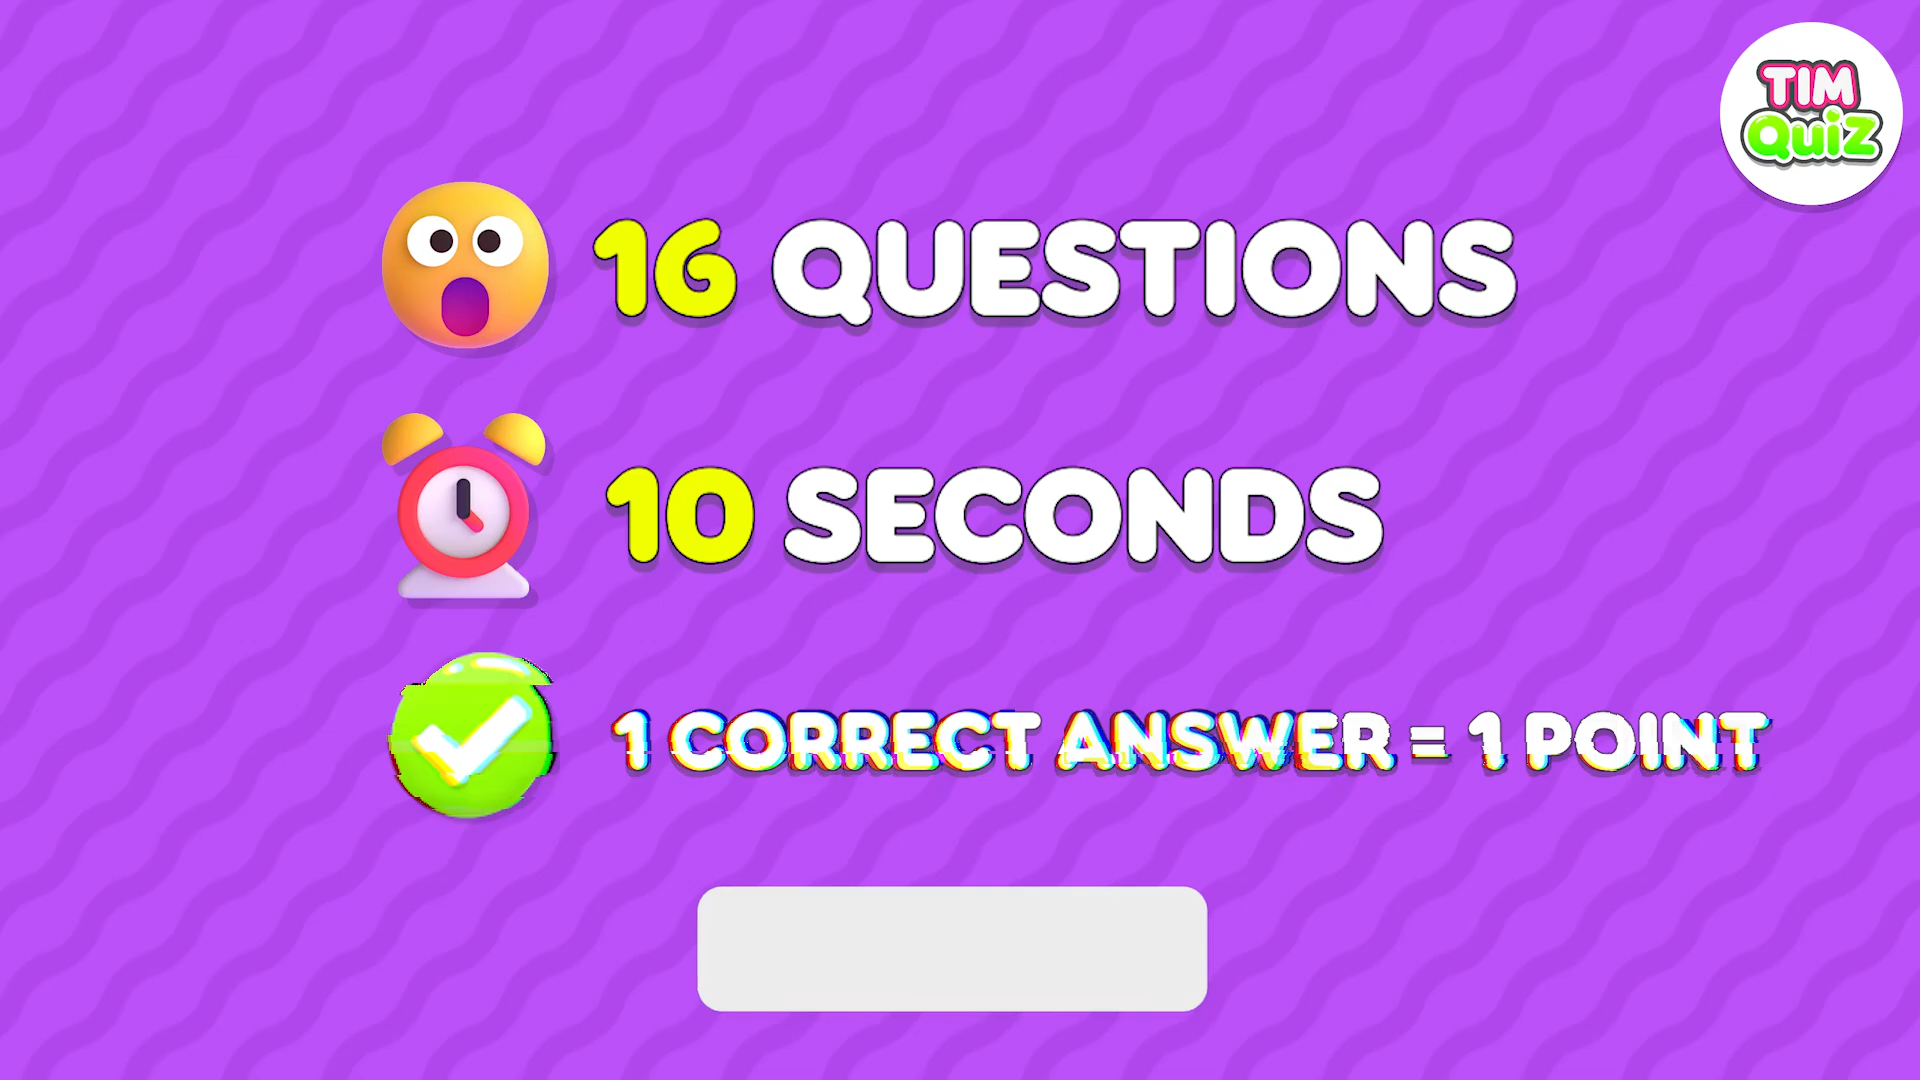 TIM
QuiZ
16 QUESTIONS
10 SECONDS
1 CORRECT ANSWER = 1 POINT